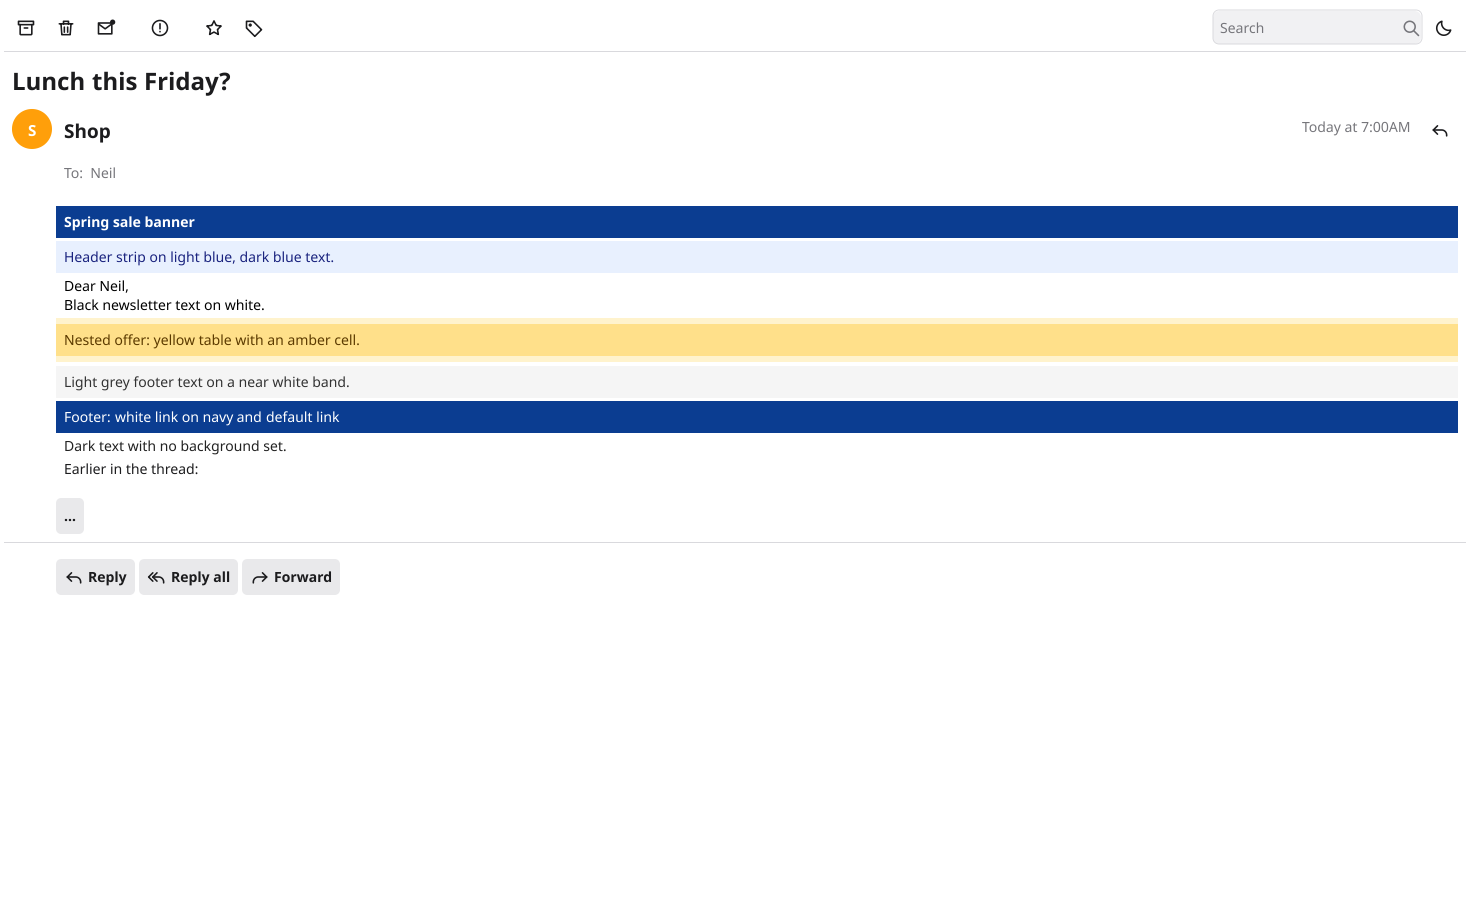 Search
Lunch this Friday?
S
Shop
Today at 7:00AM
To: Neil
Spring sale banner
Header strip on light blue, dark blue text.
Dear Neil,
Black newsletter text on white.
Nested offer: yellow table with an amber cell.
Light grey footer text on a near white band.
Footer: white link on navy and default link
Dark text with no background set.
Earlier in the thread:
...
Reply
Reply all
Forward